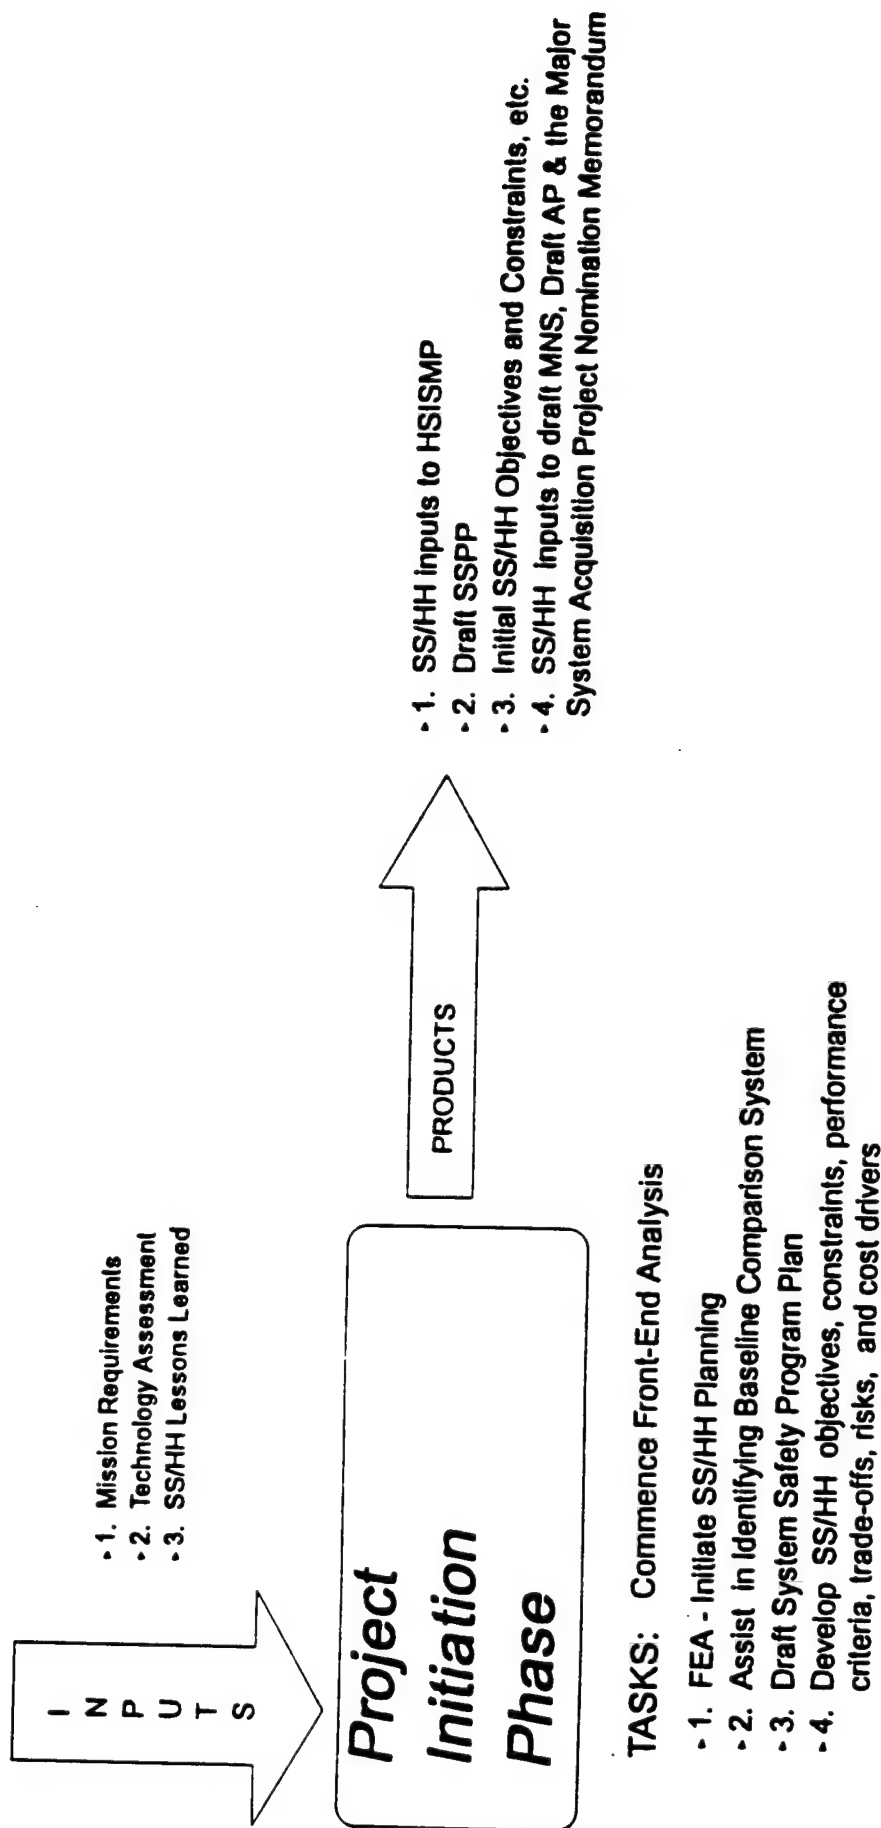 INPUTS
• 1. Mission Requirements
• 2. Technology Assessment
• 3. SS/HH Lessons Learned
Project
Initiation
Phase
PRODUCTS
• 1. SS/HH inputs to HSISMP
• 2. Draft SSPP
• 3. Initial SS/HH Objectives and Constraints, etc.
• 4. SS/HH inputs to draft MNS, Draft AP & the Major
System Acquisition Project Nomination Memorandum
TASKS: Commence Front-End Analysis
• 1. FEA - Initiate SS/HH Planning
• 2. Assist in Identifying Baseline Comparison System
• 3. Draft System Safety Program Plan
• 4. Develop SS/HH objectives, constraints, performance
criteria, trade-offs, risks, and cost drivers